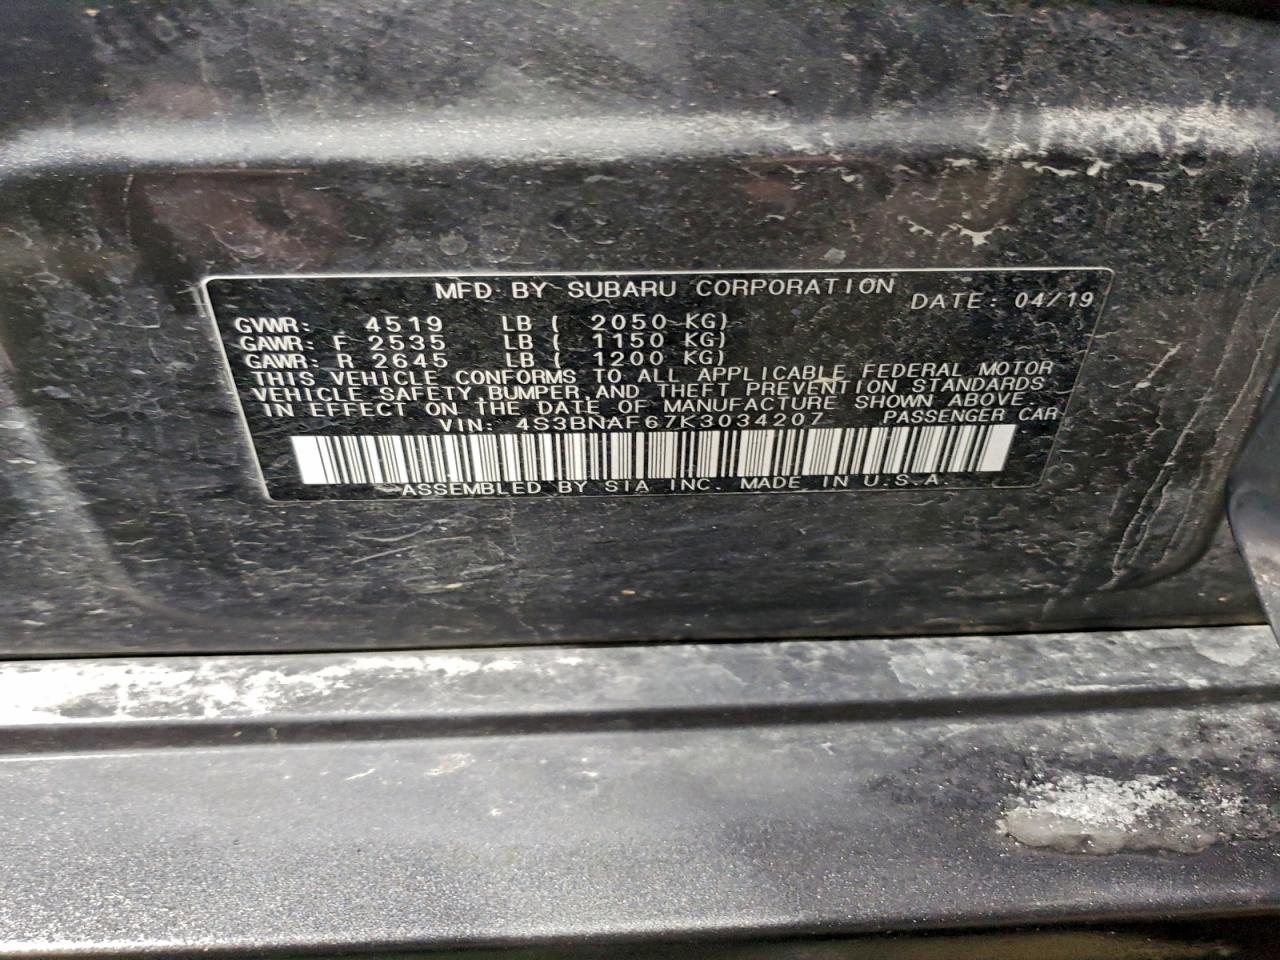 MFD BY SUBARU CORPORATION DATE: 04/19
GVWR: 4519 LB ( 2050 KG)
GAWR: F 2535 LB ( 1150 KG)
GAWR: R 2645 LB ( 1200 KG)
THIS VEHICLE CONFORMS TO ALL APPLICABLE FEDERAL MOTOR
VEHICLE SAFETY,BUMPER,AND THEFT PREVENTION STANDARDS
IN EFFECT ON THE DATE OF MANUFACTURE SHOWN ABOVE.
VIN: 4S3BNAF67K3034207 PASSENGER CAR
ASSEMBLED BY SIA INC. MADE IN U.S.A.